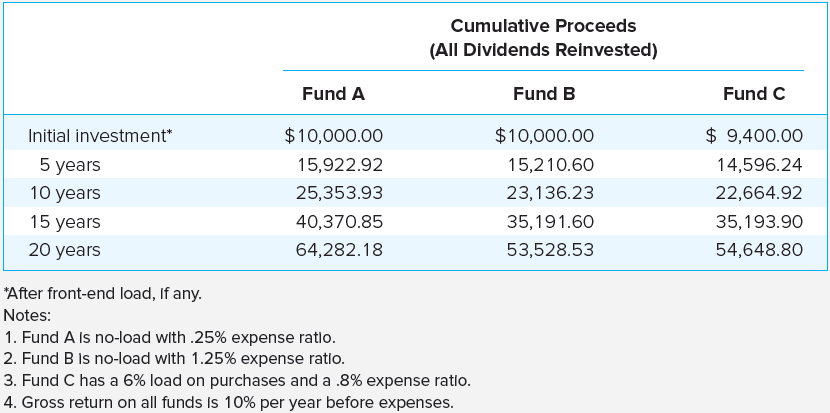 Cumulative Proceeds
(All Dividends Reinvested)
Fund A Fund B Fund C
Initial investment* $10,000.00 $10,000.00 $ 9,400.00
5 years 15,922.92 15,210.60 14,596.24
10 years 25,353.93 23,136.23 22,664.92
15 years 40,370.85 35,191.60 35,193.90
20 years 64,282.18 53,528.53 54,648.80
*After front-end load, if any.
Notes:
1. Fund A is no-load with .25% expense ratio.
2. Fund B is no-load with 1.25% expense ratio.
3. Fund C has a 6% load on purchases and a .8% expense ratio.
4. Gross return on all funds is 10% per year before expenses.